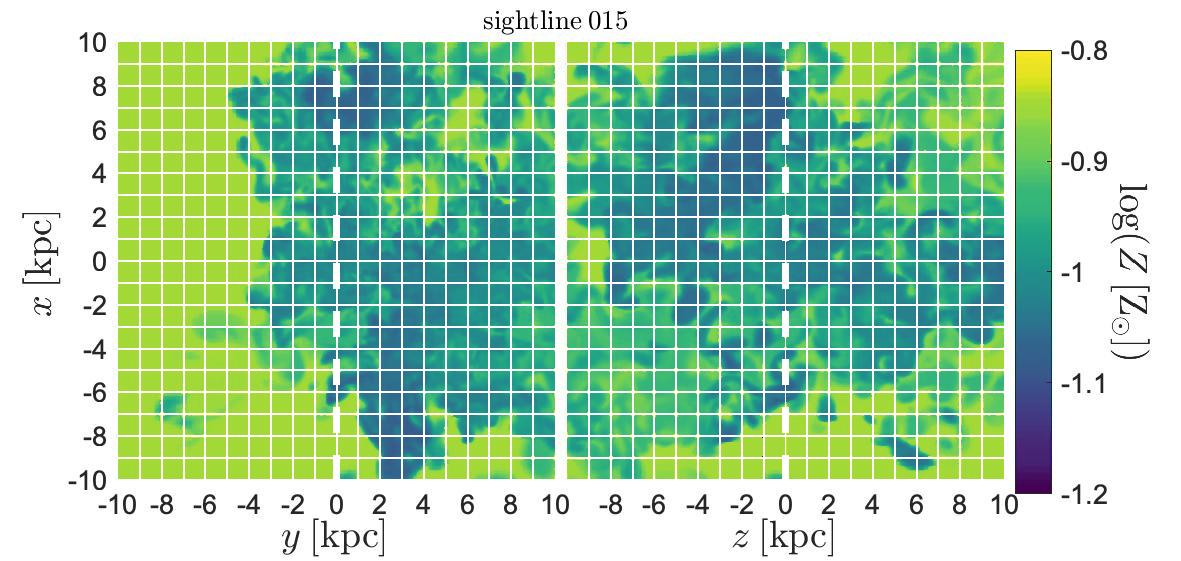 sightline 015
10
8
6
4
2
0
-2
-4
-6
-8
-10
x [kpc]
-10 -8 -6 -4 -2 0 2 4 6 8 10
y [kpc]
-8 -6 -4 -2 0 2 4 6 8 10
z [kpc]
-0.8
-0.9
-1
-1.1
-1.2
log(Z [Z☉])